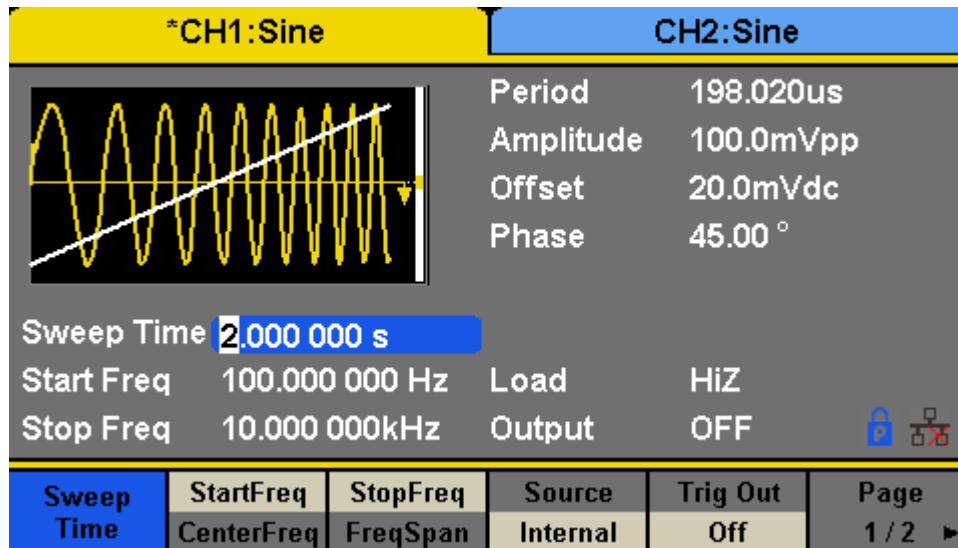 *CH1:Sine CH2:Sine
Period 198.020us
Amplitude 100.0mVpp
Offset 20.0mVdc
Phase 45.00 °
Sweep Time 2.000 000 s
Start Freq 100.000 000 Hz Load HiZ
Stop Freq 10.000 000kHz Output OFF
P
Sweep Time
StartFreq
CenterFreq
StopFreq
FreqSpan
Source
Internal
Trig Out
Off
Page
1 / 2 ►